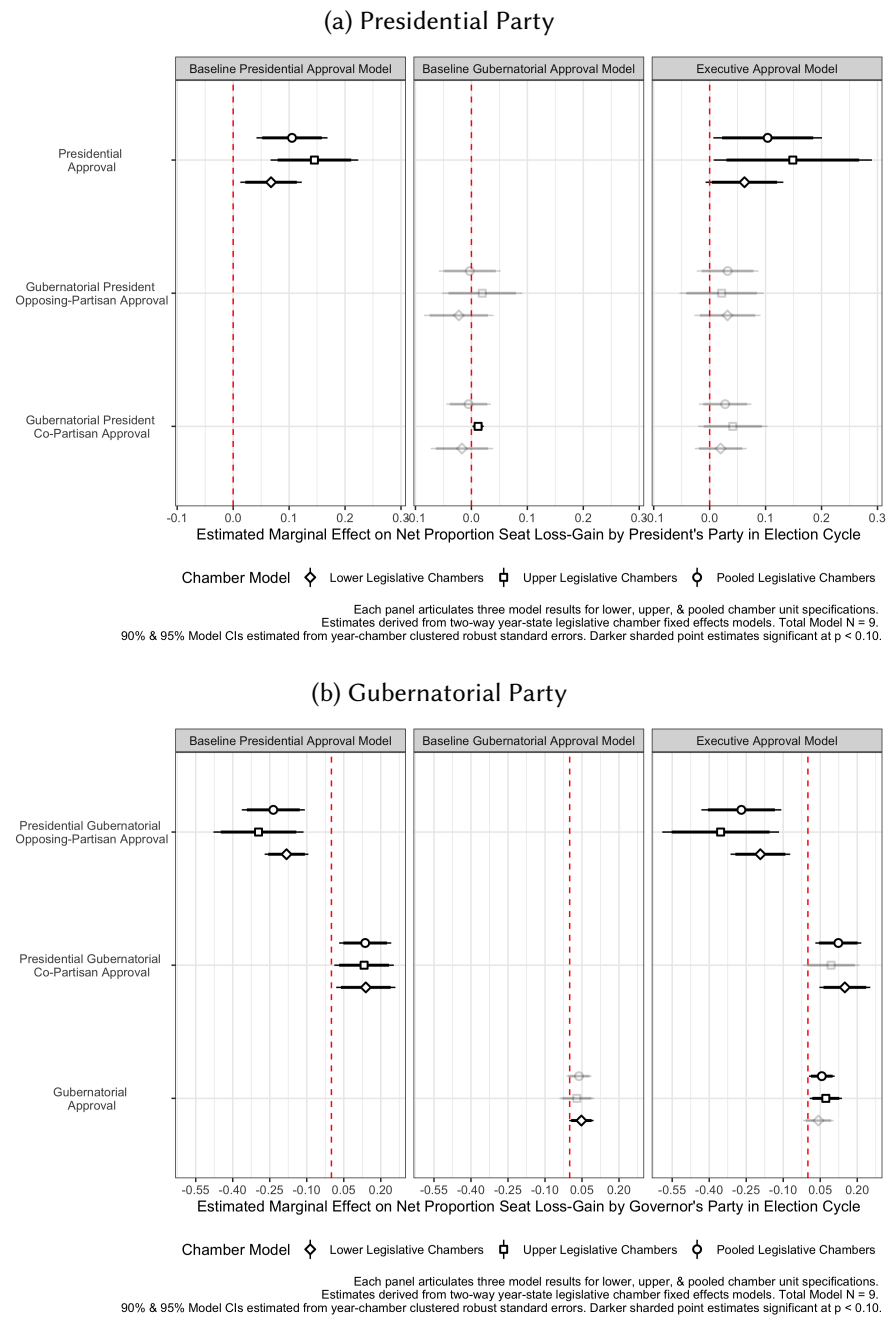 (a) Presidential Party
Baseline Presidential Approval Model
Baseline Gubernatorial Approval Model
Executive Approval Model
Presidential
Approval
Gubernatorial President
Opposing-Partisan Approval
Gubernatorial President
Co-Partisan Approval
-0.1 0.0 0.1 0.2 0.3
0.1 0.0 0.1 0.2 0.3
0.1 0.0 0.1 0.2 0.3
Estimated Marginal Effect on Net Proportion Seat Loss-Gain by President's Party in Election Cycle
Chamber Model Lower Legislative Chambers Upper Legislative Chambers Pooled Legislative Chambers
Each panel articulates three model results for lower, upper, & pooled chamber unit specifications.
Estimates derived from two-way year-state legislative chamber fixed effects models. Total Model N = 9.
90% & 95% Model CIs estimated from year-chamber clustered robust standard errors. Darker sharded point estimates significant at p < 0.10.
(b) Gubernatorial Party
Baseline Presidential Approval Model
Baseline Gubernatorial Approval Model
Executive Approval Model
Presidential Gubernatorial
Opposing-Partisan Approval
Presidential Gubernatorial
Co-Partisan Approval
Gubernatorial
Approval
-0.55 -0.40 -0.25 -0.10 0.05 0.20
-0.55 -0.40 -0.25 -0.10 0.05 0.20
-0.55 -0.40 -0.25 -0.10 0.05 0.20
Estimated Marginal Effect on Net Proportion Seat Loss-Gain by Governor's Party in Election Cycle
Chamber Model Lower Legislative Chambers Upper Legislative Chambers Pooled Legislative Chambers
Each panel articulates three model results for lower, upper, & pooled chamber unit specifications.
Estimates derived from two-way year-state legislative chamber fixed effects models. Total Model N = 9.
90% & 95% Model CIs estimated from year-chamber clustered robust standard errors. Darker sharded point estimates significant at p < 0.10.